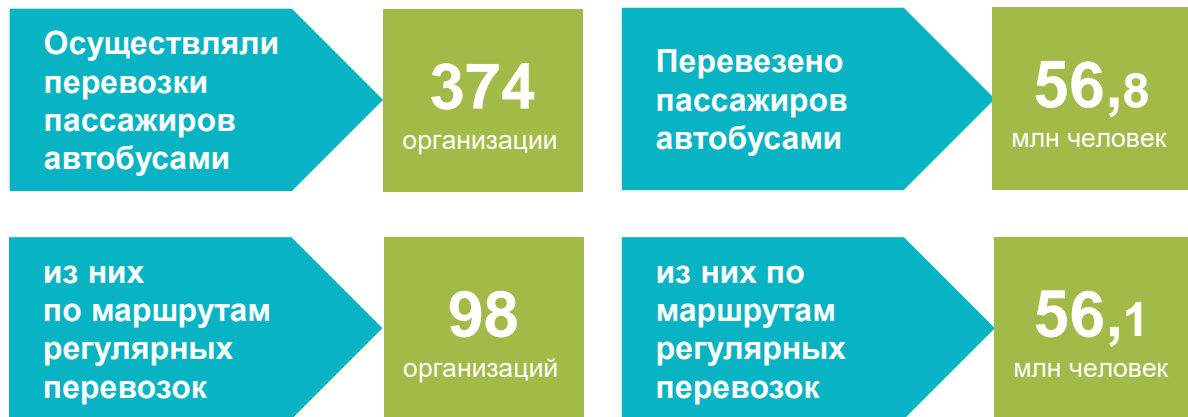 Осуществляли
перевозки
пассажиров
автобусами
374
организации
Перевезено
пассажиров
автобусами
56,8
млн человек
из них
по маршрутам
регулярных
перевозок
98
организаций
из них по
маршрутам
регулярных
перевозок
56,1
млн человек